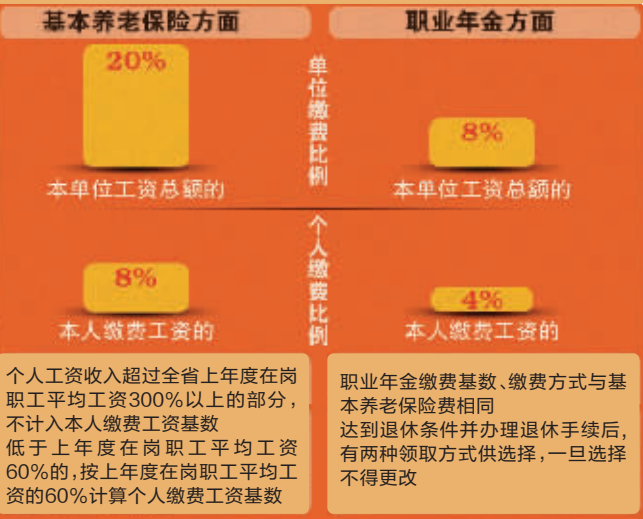 基本养老保险方面
职业年金方面
20%
单位缴费比例
8%
本单位工资总额的
本单位工资总额的
个人缴费比例
8%
4%
本人缴费工资的
本人缴费工资的
个人工资收入超过全省上年度在岗
职工平均工资300%以上的部分，
不计入本人缴费工资基数
低于上年度在岗职工平均工资
60%的，按上年度在岗职工平均工
资的60%计算个人缴费工资基数
职业年金缴费基数、缴费方式与基
本养老保险费相同
达到退休条件并办理退休手续后，
有两种领取方式供选择，一旦选择
不得更改